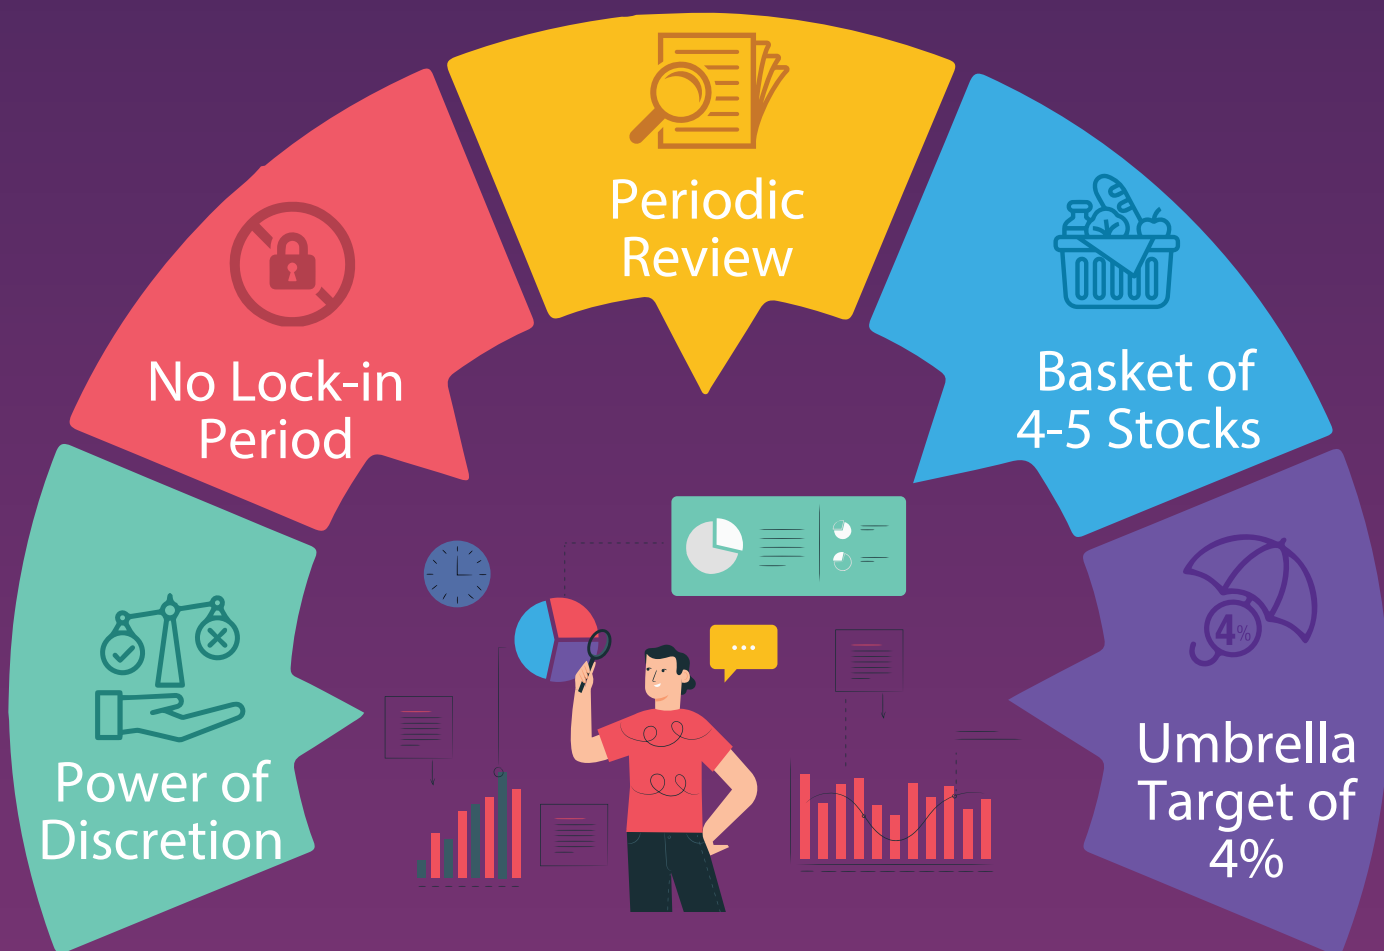 Periodic
Review
No Lock-in
Period
Basket of
4-5 Stocks
Power of
Discretion
4%
Umbrella
Target of
4%
...